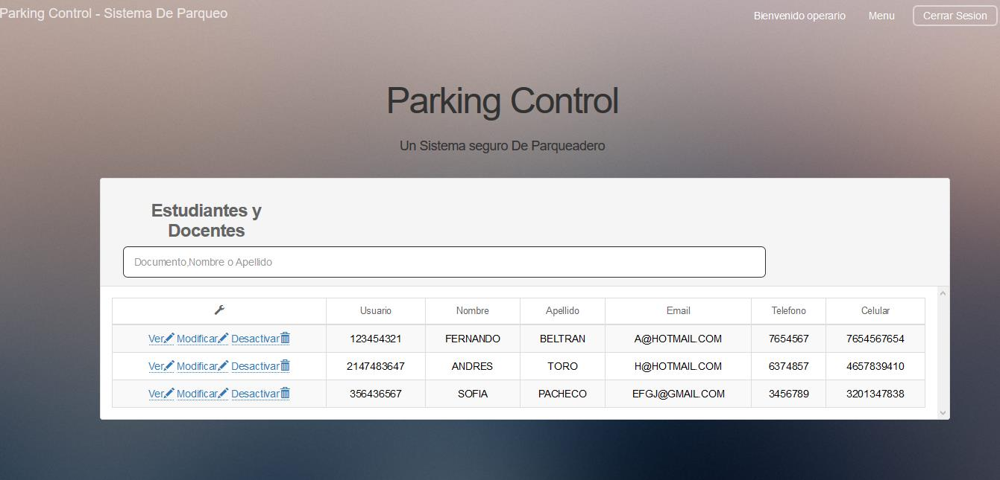 Parking Control - Sistema De Parqueo
Bienvenido operario Menu Cerrar Sesion
Parking Control
Un Sistema seguro De Parqueadero
Estudiantes y
Docentes
Documento,Nombre o Apellido
Usuario Nombre Apellido Email Telefono Celular
Ver Modificar Desactivar 123454321 FERNANDO BELTRAN A@HOTMAIL.COM 7654567 7654567654
Ver Modificar Desactivar 2147483647 ANDRES TORO H@HOTMAIL.COM 6374857 4657839410
Ver Modificar Desactivar 356436567 SOFIA PACHECO EFGJ@GMAIL.COM 3456789 3201347838